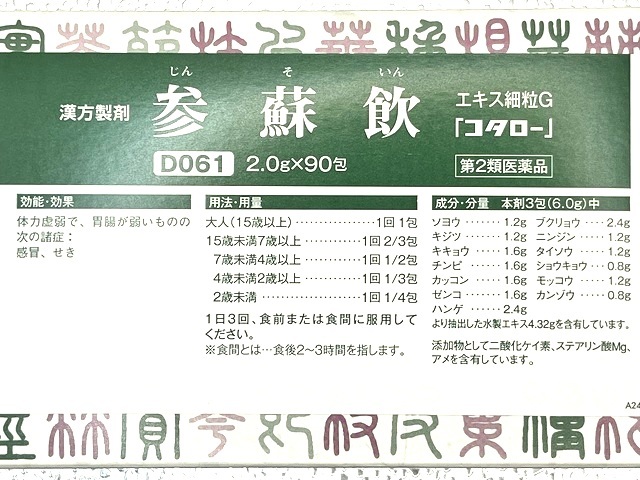 じん そ いん
漢方製剤 参蘇飲 エキス細粒G「コタロー」
D061 2.0g×90包 第2類医薬品
効能・効果
体力虚弱で、胃腸が弱いものの
次の諸症：
感冒、せき
用法・用量
大人(15歳以上)…………1回 1包
15歳未満7歳以上…………1回 2/3包
7歳未満4歳以上…………1回 1/2包
4歳未満2歳以上…………1回 1/3包
2歳未満…………1回 1/4包
1日3回、食前または食間に服用して
ください。
※食間とは…食後2〜3時間を指します。
成分・分量 本剤3包(6.0g)中
ソヨウ……1.2g ブクリョウ……2.4g
キジツ……1.2g ニンジン……1.2g
キキョウ……1.6g タイソウ……1.2g
チンピ……1.6g ショウキョウ…0.8g
カッコン……1.6g モッコウ……1.2g
ゼンコ……1.6g カンゾウ……0.8g
ハンゲ……2.4g
より抽出した水製エキス4.32gを含有しています。
添加物として二酸化ケイ素、ステアリン酸Mg、
アメを含有しています。
A24